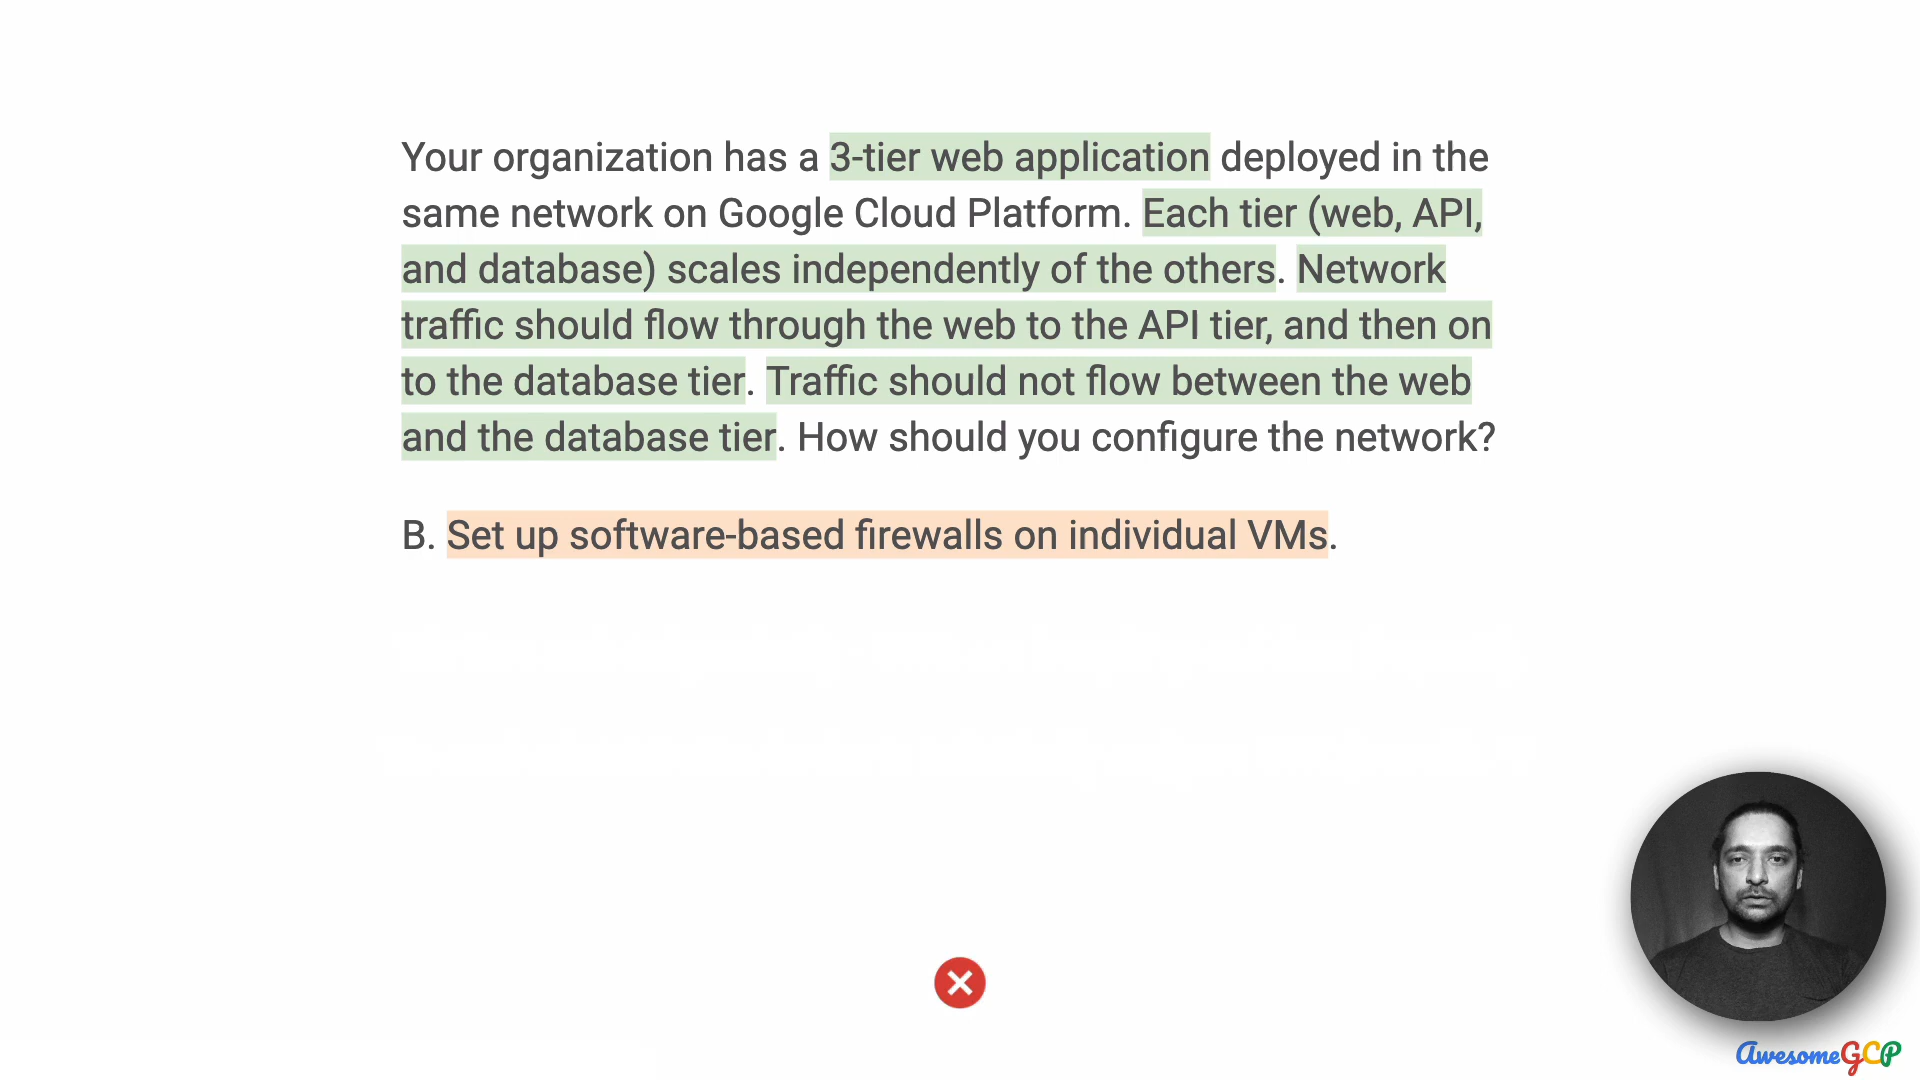 Your organization has a 3-tier web application deployed in the
same network on Google Cloud Platform. Each tier (web, API,
and database) scales independently of the others. Network
traffic should flow through the web to the API tier, and then on
to the database tier. Traffic should not flow between the web
and the database tier. How should you configure the network?
B. Set up software-based firewalls on individual VMs.
AwesomeGCP